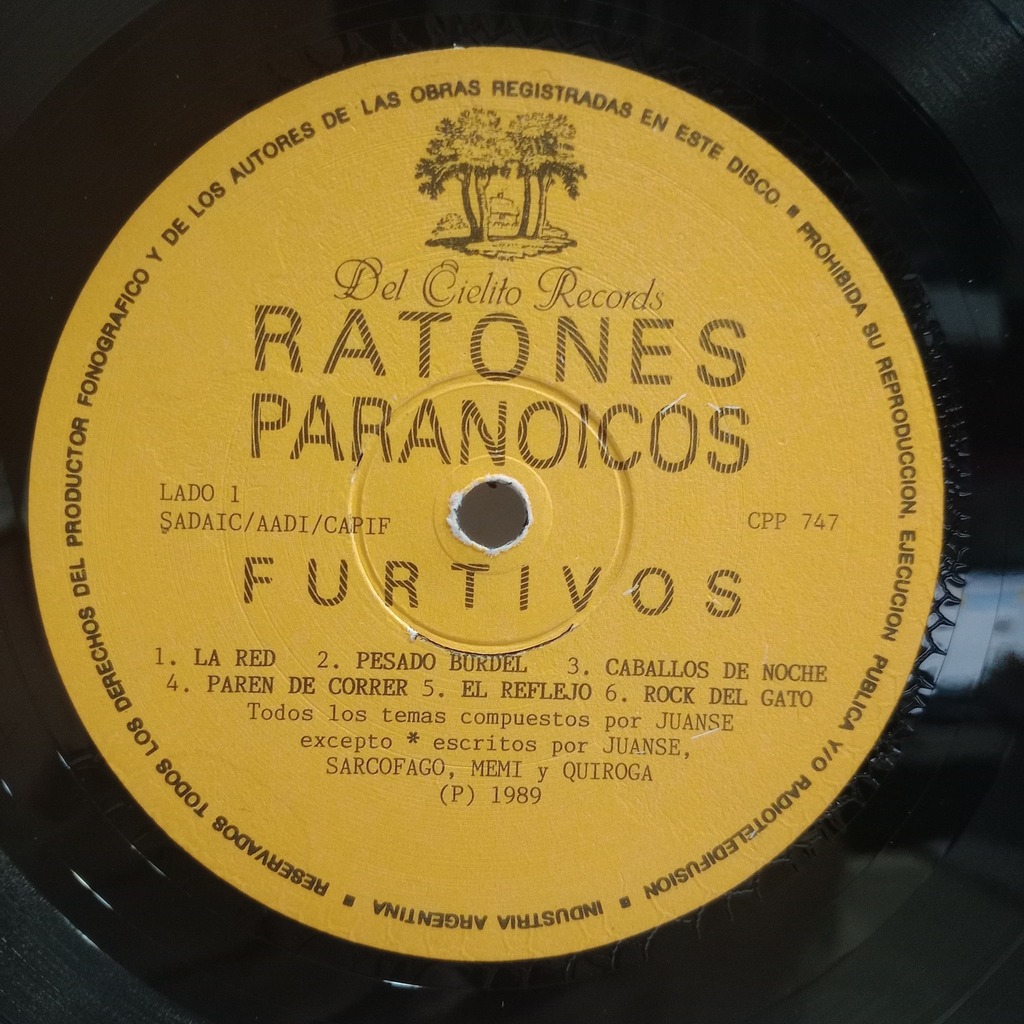 RESERVADOS TODOS LOS DERECHOS DEL PRODUCTOR FONOGRAFICO Y DE LOS AUTORES DE LAS OBRAS REGISTRADAS EN ESTE DISCO. ■ PROHIBIDA SU REPRODUCCION, EJECUCION PUBLICA Y/O RADIOTELEDIFUSION ■ INDUSTRIA ARGENTINA ■
Del Cielito Records
RATONES
PARANOICOS
LADO 1
SADAIC/AADI/CAPIF
CPP 747
FURTIVOS
1. LA RED 2. PESADO BURDEL 3. CABALLOS DE NOCHE
4. PAREN DE CORRER 5. EL REFLEJO 6. ROCK DEL GATO
Todos los temas compuestos por JUANSE
excepto * escritos por JUANSE,
SARCOFAGO, MEMI y QUIROGA
(P) 1989